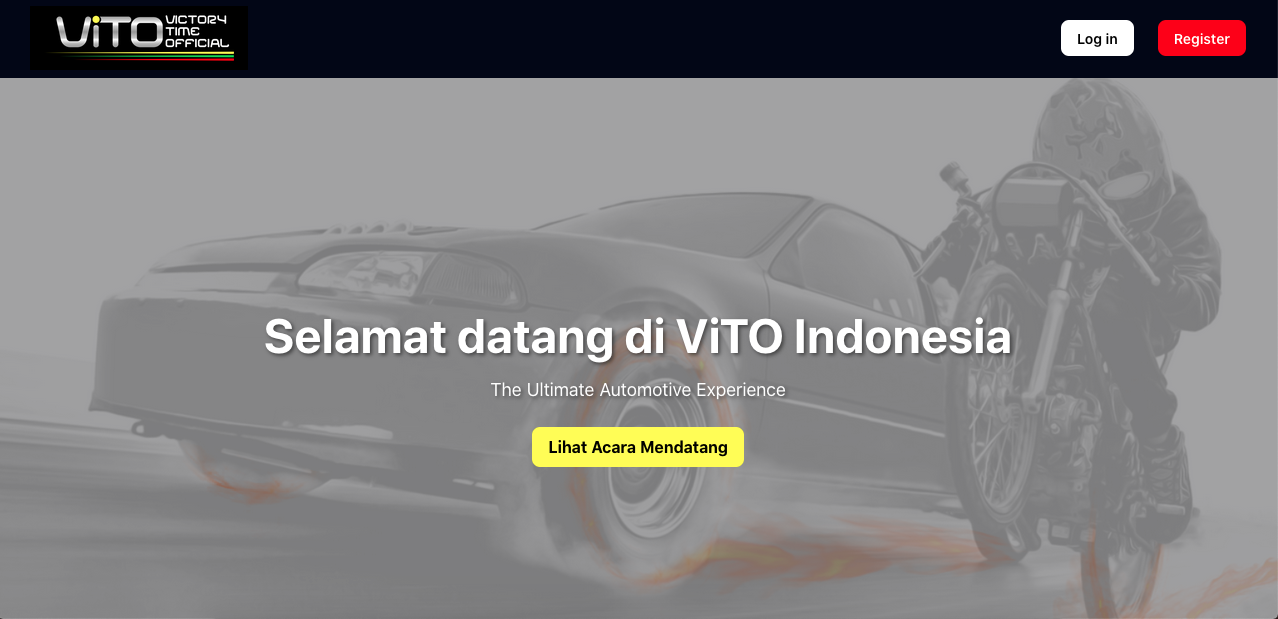 ViTO VICTORY
TIME
OFFICIAL
Log in
Register
Selamat datang di ViTO Indonesia
The Ultimate Automotive Experience
Lihat Acara Mendatang